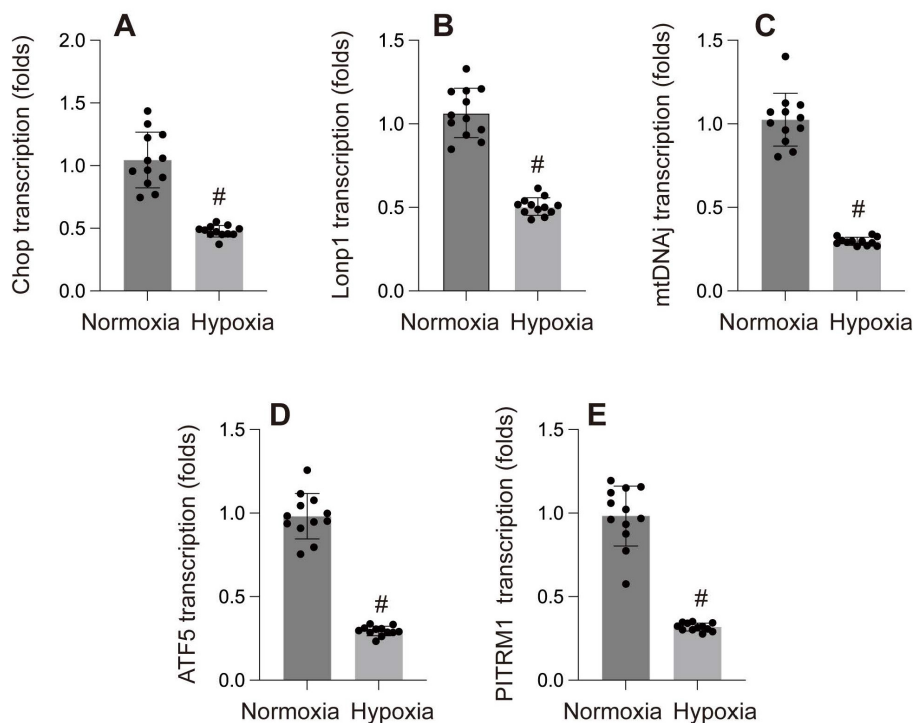 A
Chop transcription (folds)
2.0
1.5
1.0
0.5
0.0
#
Normoxia Hypoxia
B
Lonp1 transcription (folds)
1.5
1.0
0.5
0.0
#
Normoxia Hypoxia
C
mtDNAj transcription (folds)
1.5
1.0
0.5
0.0
#
Normoxia Hypoxia
D
ATF5 transcription (folds)
1.5
1.0
0.5
0.0
#
Normoxia Hypoxia
E
PITRM1 transcription (folds)
1.5
1.0
0.5
0.0
#
Normoxia Hypoxia